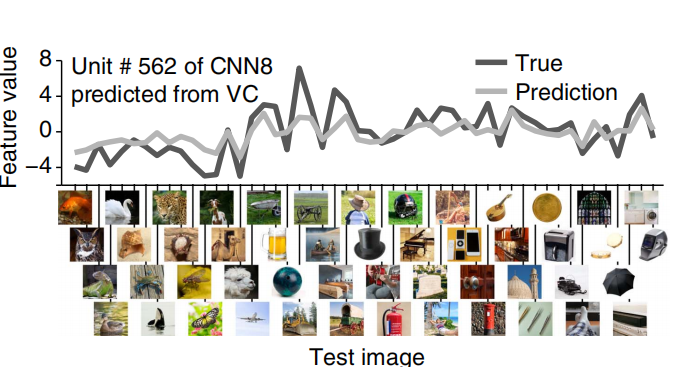 Feature value
8
4
0
−4
Unit # 562 of CNN8
predicted from VC
True
Prediction
Test image